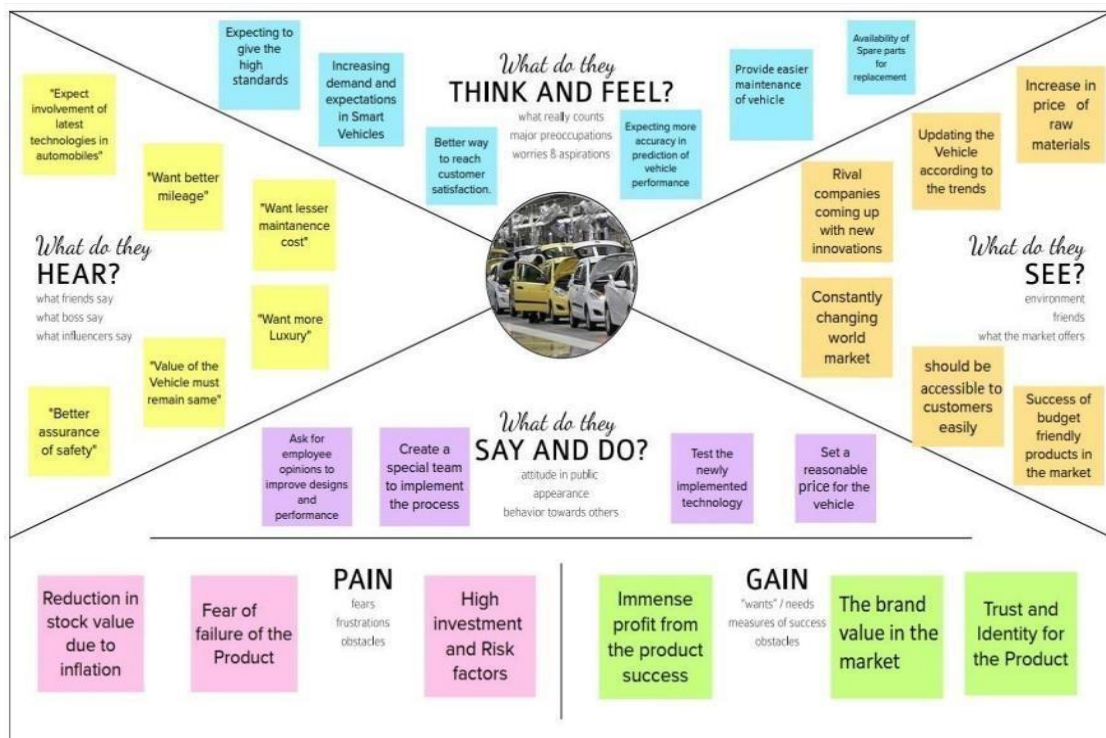 What do they
THINK AND FEEL?
what really counts
major preoccupations
worries & aspirations
Expecting to
give the
high
standards
Increasing
demand and
expectations
in Smart
Vehicles
Better way
to reach
customer
satisfaction.
Expecting more
accuracy in
prediction of
vehicle
performance
Provide easier
maintenance
of vehicle
Availability of
Spare parts
for
replacement
What do they
HEAR?
what friends say
what boss say
what influencers say
"Expect
involvement of
latest
technologies in
automobiles"
"Want better
mileage"
"Want lesser
maintanence
cost"
"Want more
Luxury"
"Value of the
Vehicle must
remain same"
"Better
assurance
of safety"
What do they
SEE?
environment
friends
what the market offers
Increase in
price of
raw
materials
Updating the
Vehicle
according to
the trends
Rival
companies
coming up
with new
innovations
Constantly
changing
world
market
should be
accessible to
customers
easily
Success of
budget
friendly
products in
the market
What do they
SAY AND DO?
attitude in public
appearance
behavior towards others
Ask for
employee
opinions to
improve designs
and
performance
Create a
special team
to implement
the process
Test the
newly
implemented
technology
Set a
reasonable
price for the
vehicle
PAIN
fears
frustrations
obstacles
Reduction in
stock value
due to
inflation
Fear of
failure of the
Product
High
investment
and Risk
factors
GAIN
"wants" / needs
measures of success
obstacles
Immense
profit from
the product
success
The brand
value in the
market
Trust and
Identity for
the Product